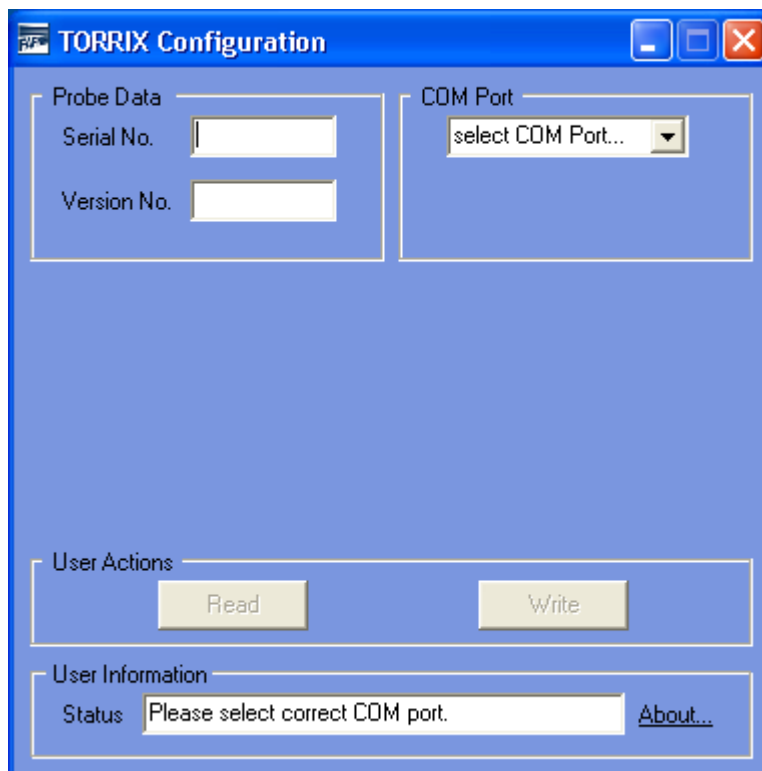 TORRIX Configuration
Probe Data
Serial No.
Version No.
COM Port
select COM Port...
User Actions
Read
Write
User Information
Status
Please select correct COM port.
About...